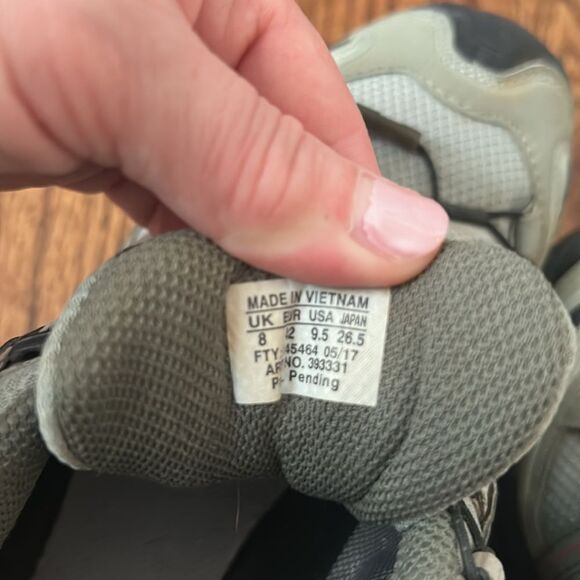 MADE IN VIETNAM
UK EUR USA JAPAN
8 42 9.5 26.5
FTY 45464 05/17
NO. 393331
Pending